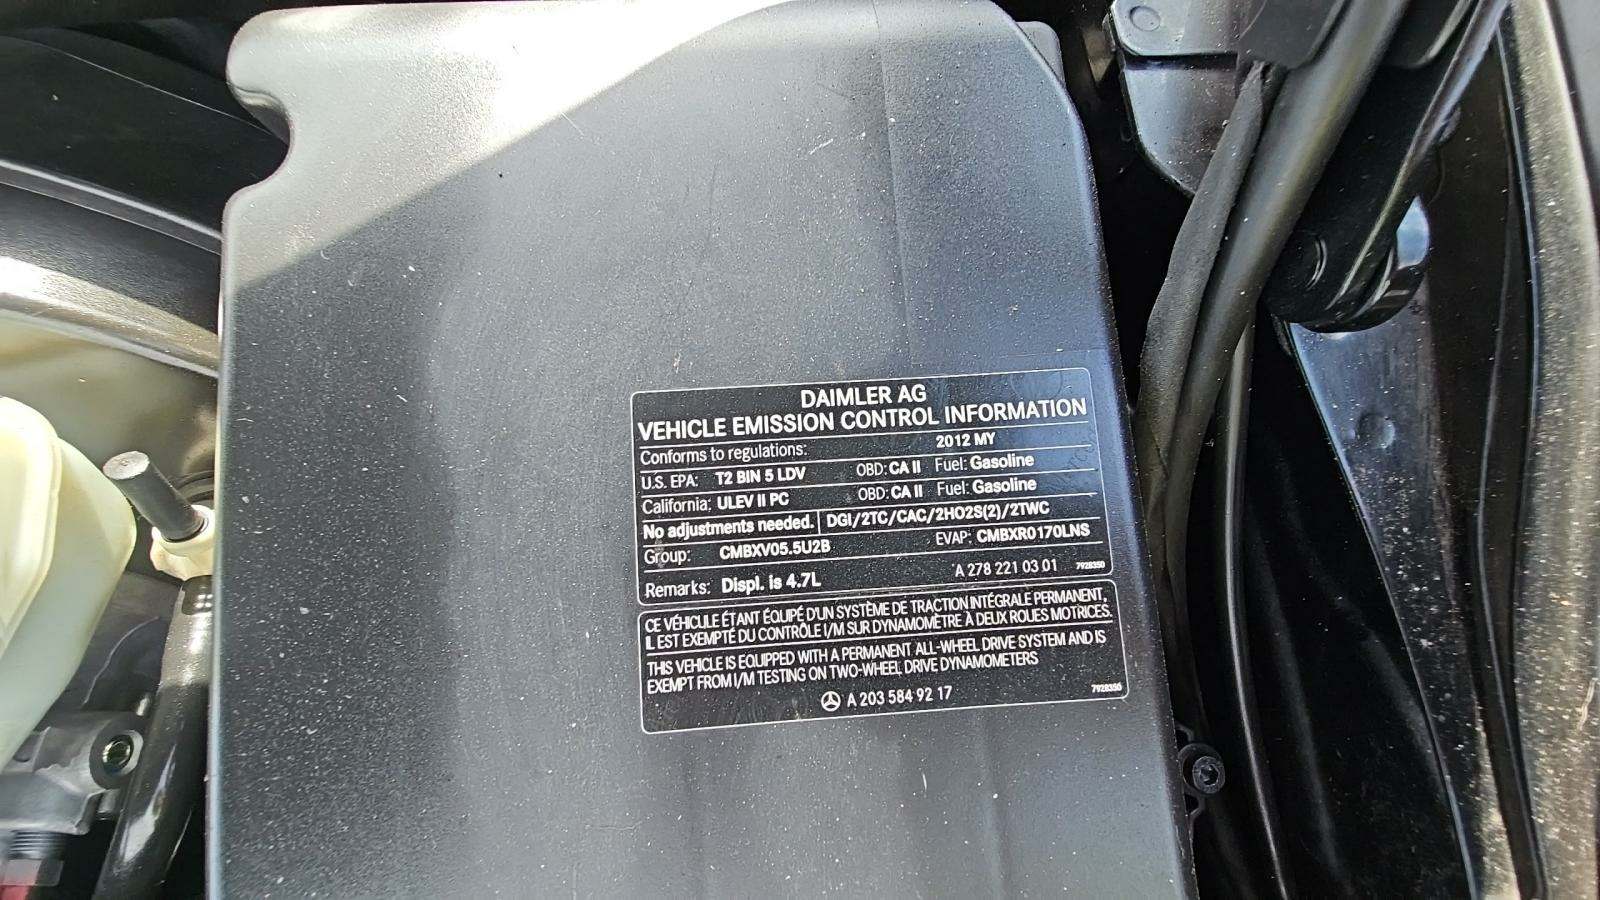 DAIMLER AG
VEHICLE EMISSION CONTROL INFORMATION
Conforms to regulations: 2012 MY
U.S. EPA: T2 BIN 5 LDV OBD: CA II Fuel: Gasoline
California: ULEV II PC OBD: CA II Fuel: Gasoline
No adjustments needed. DGI/2TC/CAC/2HO2S(2)/2TWC
Group: CMBXV05.5U2B EVAP: CMBXR0170LNS
Remarks: Displ. is 4.7L A 278 221 03 01 7928350
CE VÉHICULE ÉTANT ÉQUIPÉ D'UN SYSTÈME DE TRACTION INTÉGRALE PERMANENT,
IL EST EXEMPTÉ DU CONTRÔLE I/M SUR DYNAMOMÈTRE À DEUX ROUES MOTRICES.
THIS VEHICLE IS EQUIPPED WITH A PERMANENT ALL-WHEEL DRIVE SYSTEM AND IS
EXEMPT FROM I/M TESTING ON TWO-WHEEL DRIVE DYNAMOMETERS
A 203 584 92 17 7928350